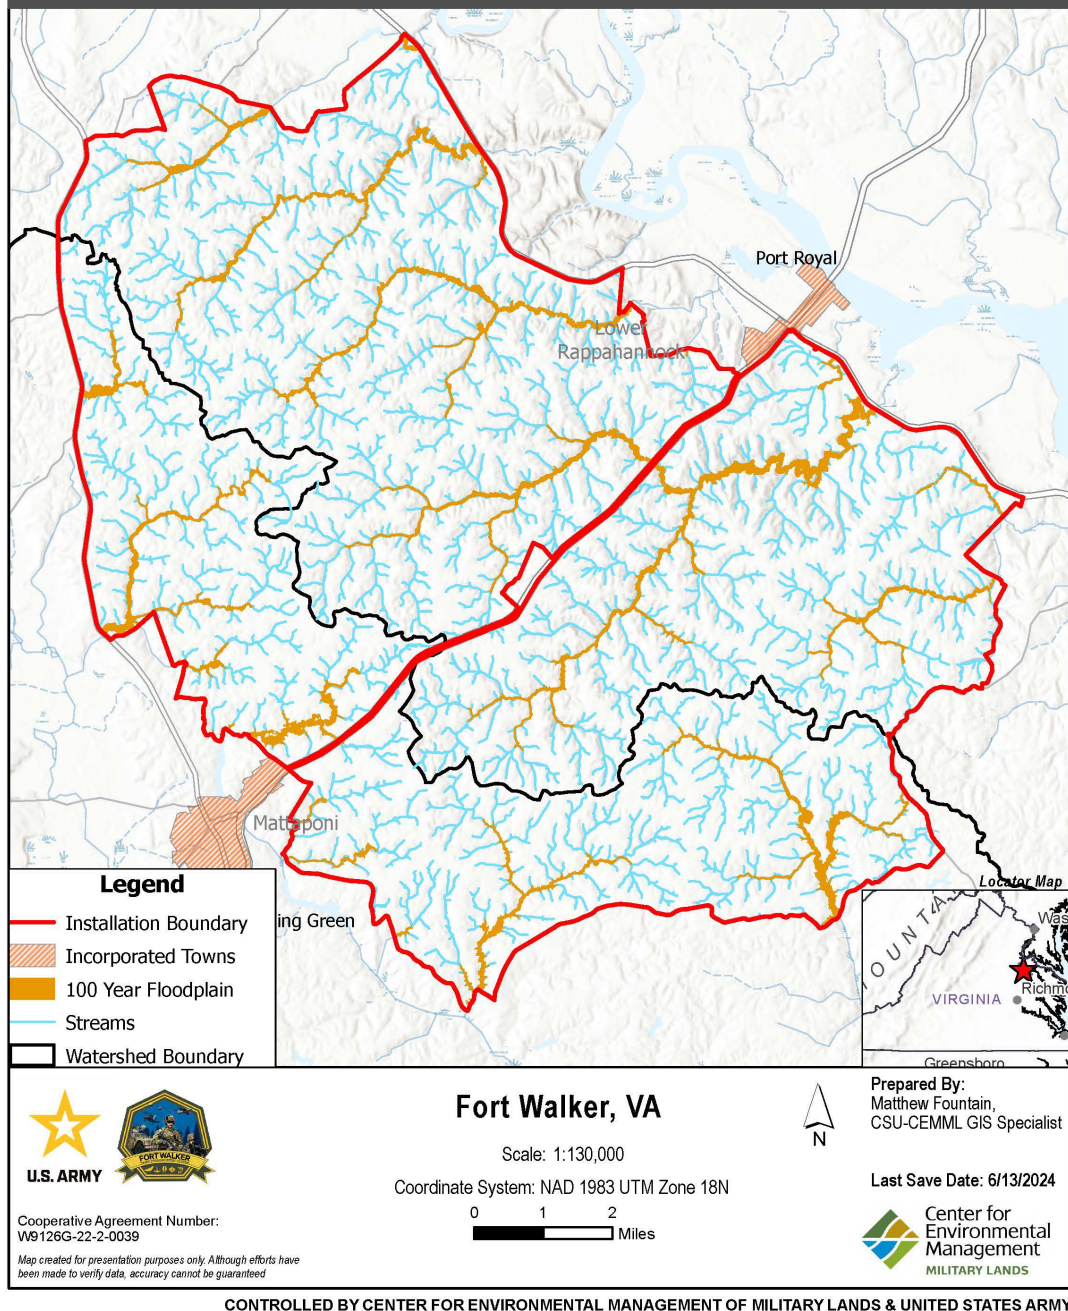 Port Royal
Lower
Rappahannock
Mattaponi
ing Green
Legend
Installation Boundary
Incorporated Towns
100 Year Floodplain
Streams
Watershed Boundary
Locator Map
OUNTA
Was
Richmo
VIRGINIA
Greensboro
U.S. ARMY
FORT WALKER
Cooperative Agreement Number:
W9126G-22-2-0039
Map created for presentation purposes only. Although efforts have
been made to verify data, accuracy cannot be guaranteed
Fort Walker, VA
Scale: 1:130,000
Coordinate System: NAD 1983 UTM Zone 18N
0 1 2
Miles
N
Prepared By:
Matthew Fountain,
CSU-CEMML GIS Specialist
Last Save Date: 6/13/2024
Center for
Environmental
Management
MILITARY LANDS
CONTROLLED BY CENTER FOR ENVIRONMENTAL MANAGEMENT OF MILITARY LANDS & UNITED STATES ARMY